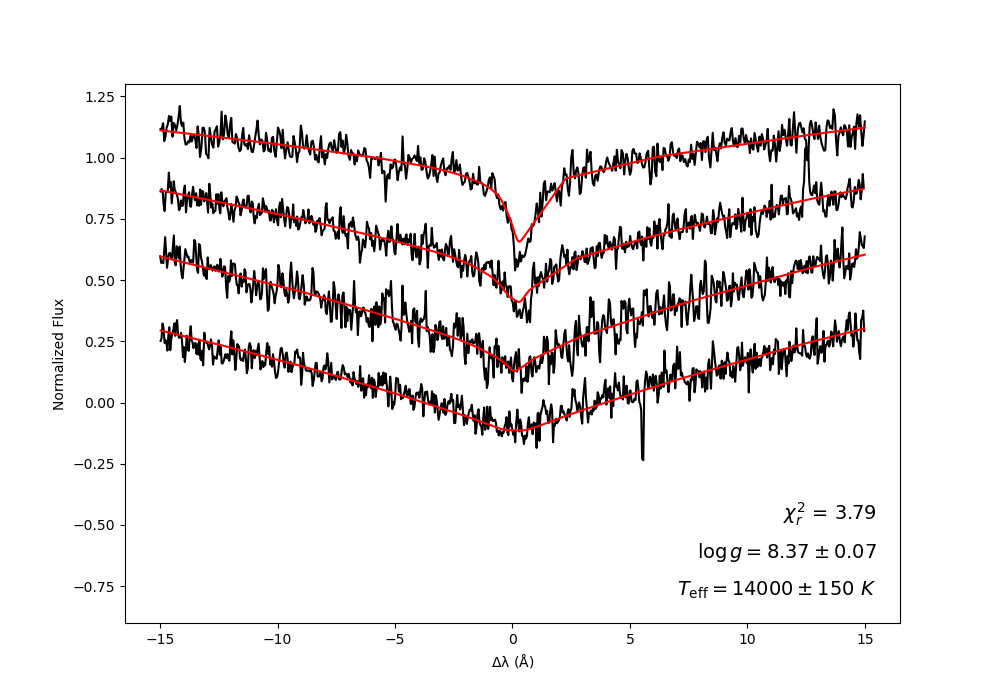 1.25
1.00
0.75
0.50
0.25
0.00
−0.25
−0.50
−0.75
Normalized Flux
χ²ᵣ = 3.79
log g = 8.37 ± 0.07
T_eff = 14000 ± 150 K
−15 −10 −5 0 5 10 15
Δλ (Å)